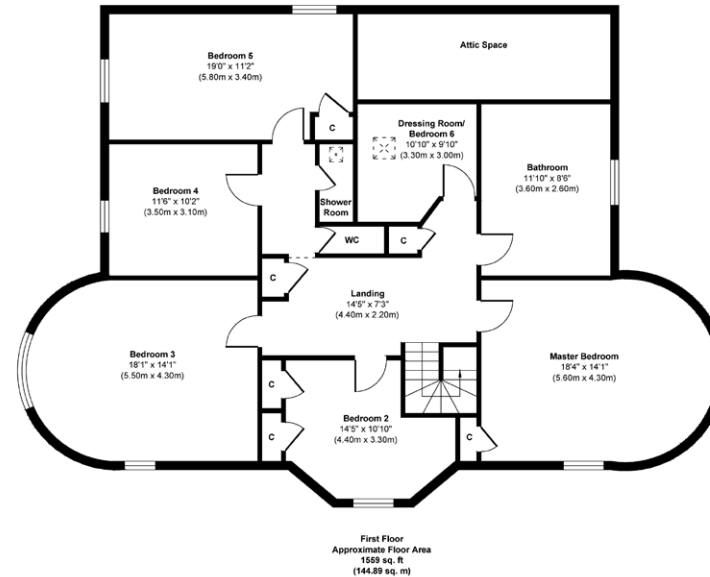 Bedroom 5
19'0" x 11'2"
(5.80m x 3.40m)
Attic Space
C
Dressing Room/
Bedroom 6
10'10" x 9'10"
(3.30m x 3.00m)
Bathroom
11'10" x 8'6"
(3.60m x 2.60m)
Bedroom 4
11'6" x 10'2"
(3.50m x 3.10m)
Shower
Room
WC
C
C
Landing
14'5" x 7'3"
(4.40m x 2.20m)
Bedroom 3
18'1" x 14'1"
(5.50m x 4.30m)
Master Bedroom
18'4" x 14'1"
(5.60m x 4.30m)
C
Bedroom 2
14'5" x 10'10"
(4.40m x 3.30m)
C
C
First Floor
Approximate Floor Area
1559 sq. ft
(144.89 sq. m)